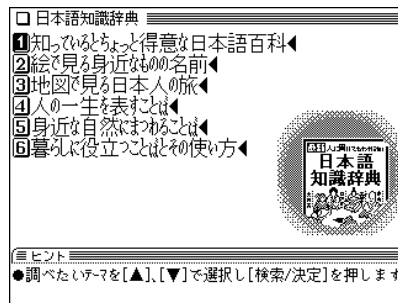 日本語知識辞典
1知っているとちょっと得意な日本語百科◀
2絵で見る身近なものの名前◀
3地図で見る日本人の旅◀
4人の一生を表すことば◀
5身近な自然にまつわることば◀
6暮らしに役立つことばとその使い方◀
日本語
知識辞典
ヒント
●調べたいテーマを[▲]、[▼]で選択し[検索/決定]を押します